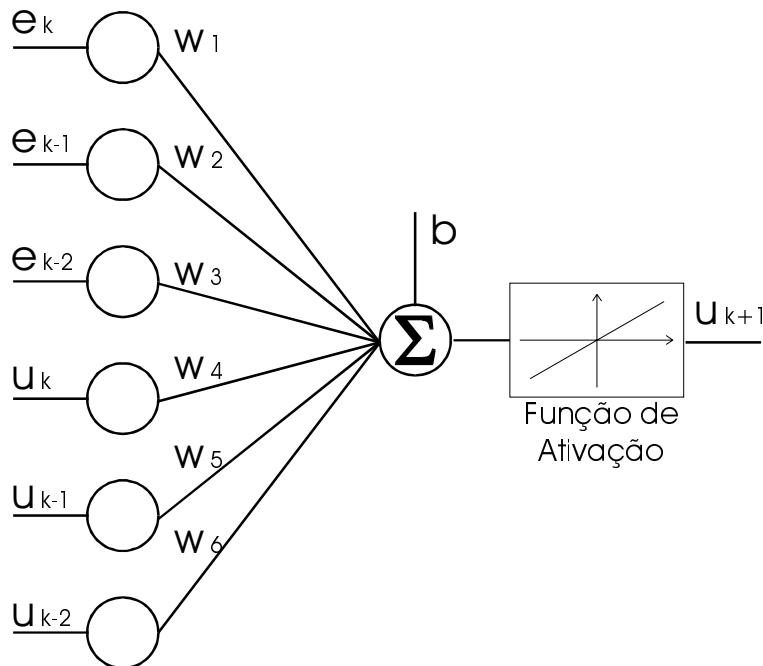 e k
w 1
e k-1
w 2
e k-2
w 3
b
Σ
u k+1
u k
w 4
Função de
Ativação
u k-1
w 5
w 6
u k-2